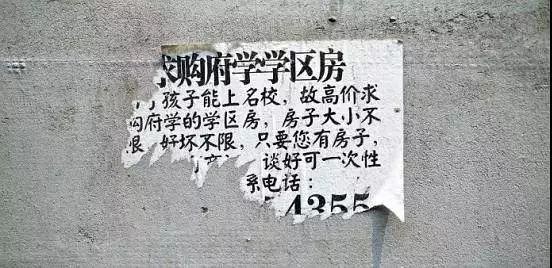 求购府学学区房
孩子能上名校，故高价求
购府学的学区房，房子大小不
限，好坏不限，只要您有房子，
谈好可一次性
系电话：
4355